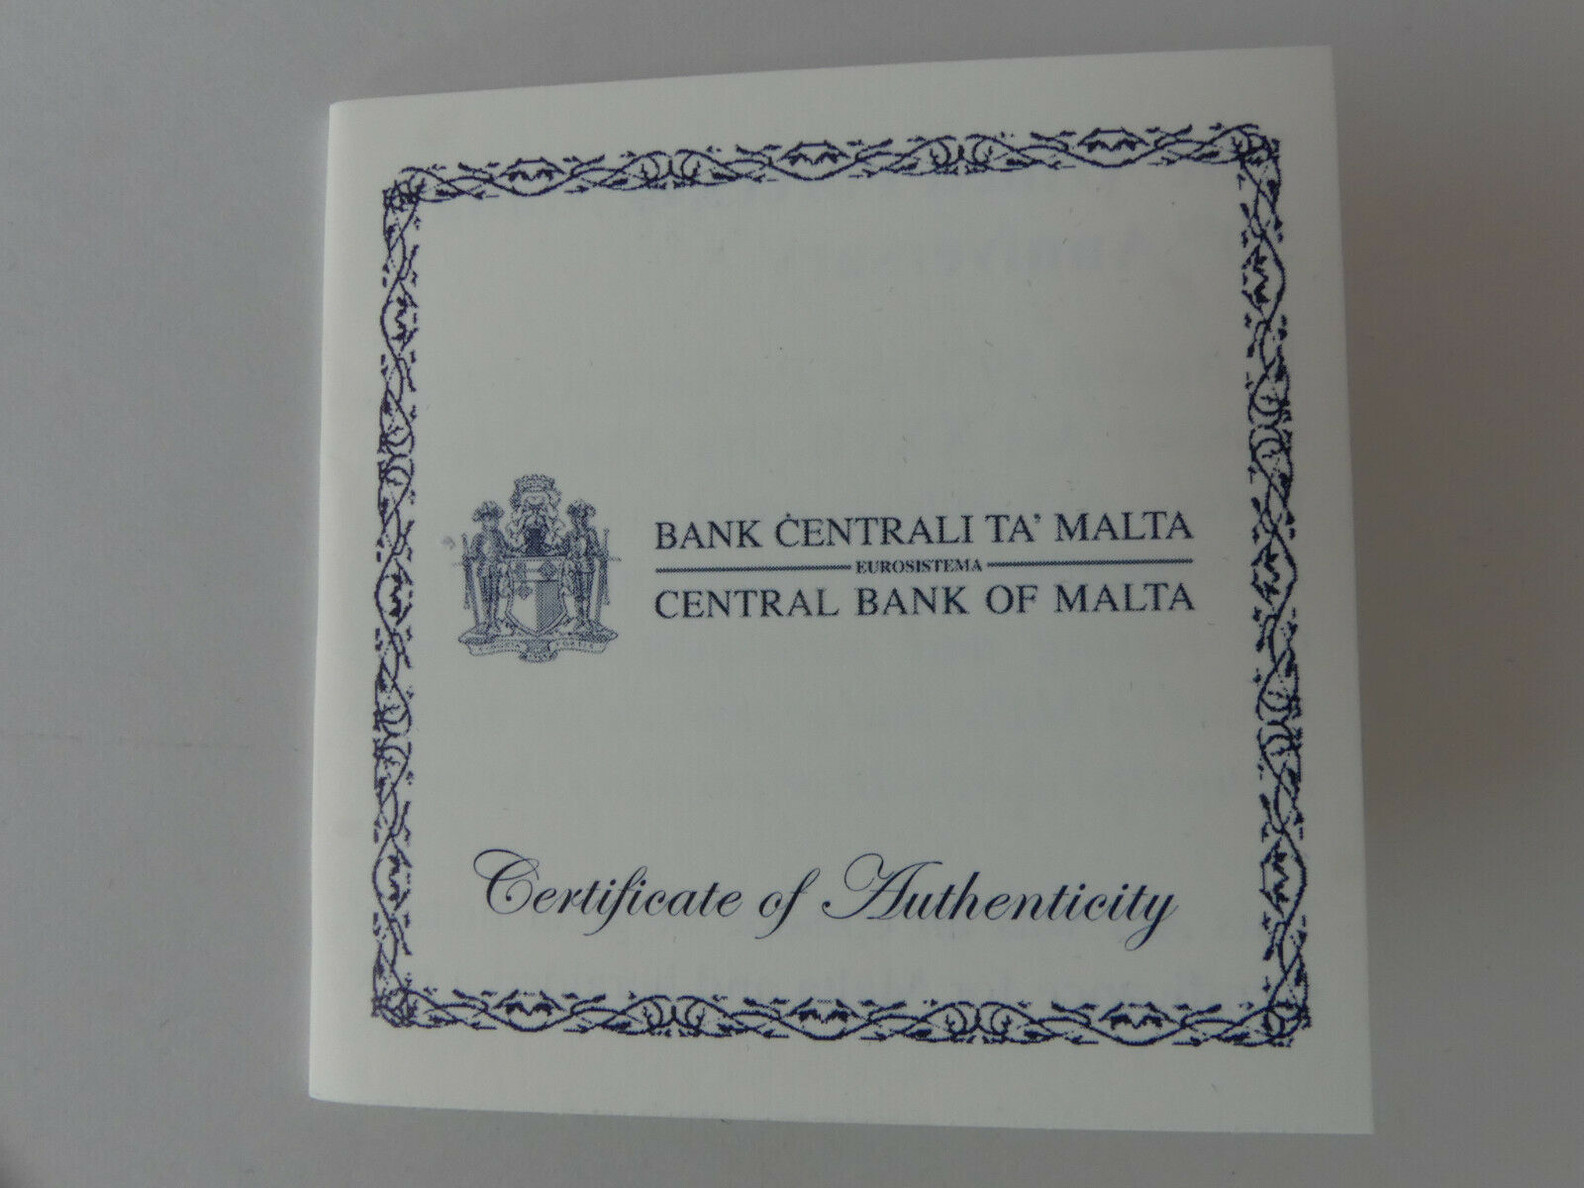 BANK ĊENTRALI TA' MALTA
EUROSISTEMA
CENTRAL BANK OF MALTA
Certificate of Authenticity